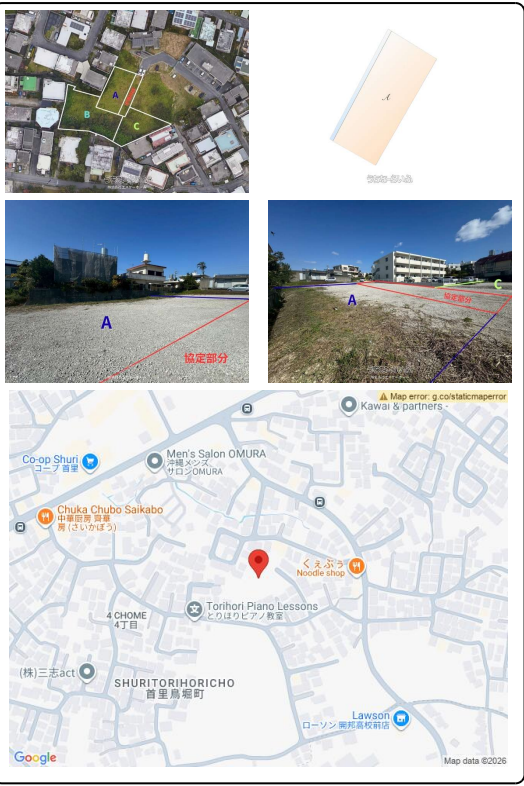 A
B
C
A
A
協定部分
A
協定部分
C
Map error: g.co/staticmaperror
Kawai & partners -
Co-op Shuri
コープ 首里
Men's Salon OMURA
沖縄メンズ
サロンOMURA
Chuka Chubo Saikabo
中華厨房 齊華
房 (さいかぼう)
くぇぶぅ
Noodle shop
Torihori Piano Lessons
とりほりピアノ教室
4 CHOME
4丁目
(株)三志act
SHURITORIHORICHO
首里鳥堀町
Lawson
ローソン 開邦高校前店
Google
Map data ©2026